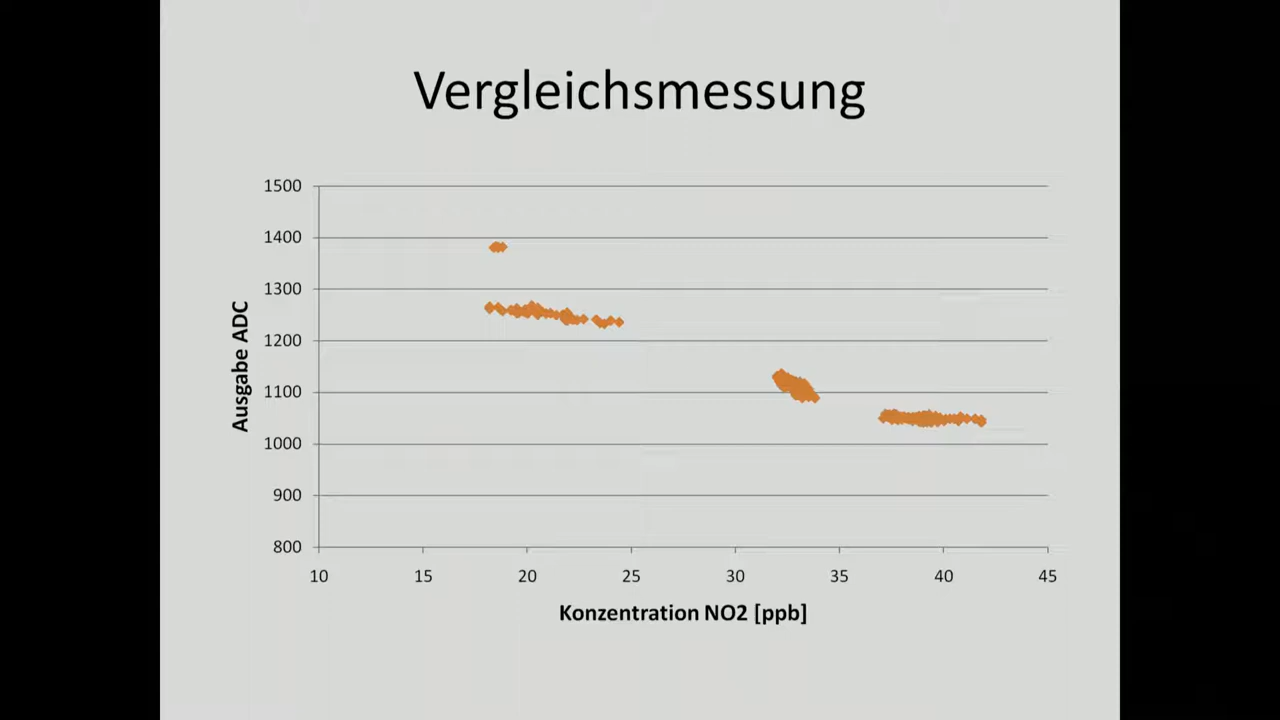 Vergleichsmessung
1500
1400
1300
1200
1100
1000
900
800
Ausgabe ADC
10 15 20 25 30 35 40 45
Konzentration NO2 [ppb]